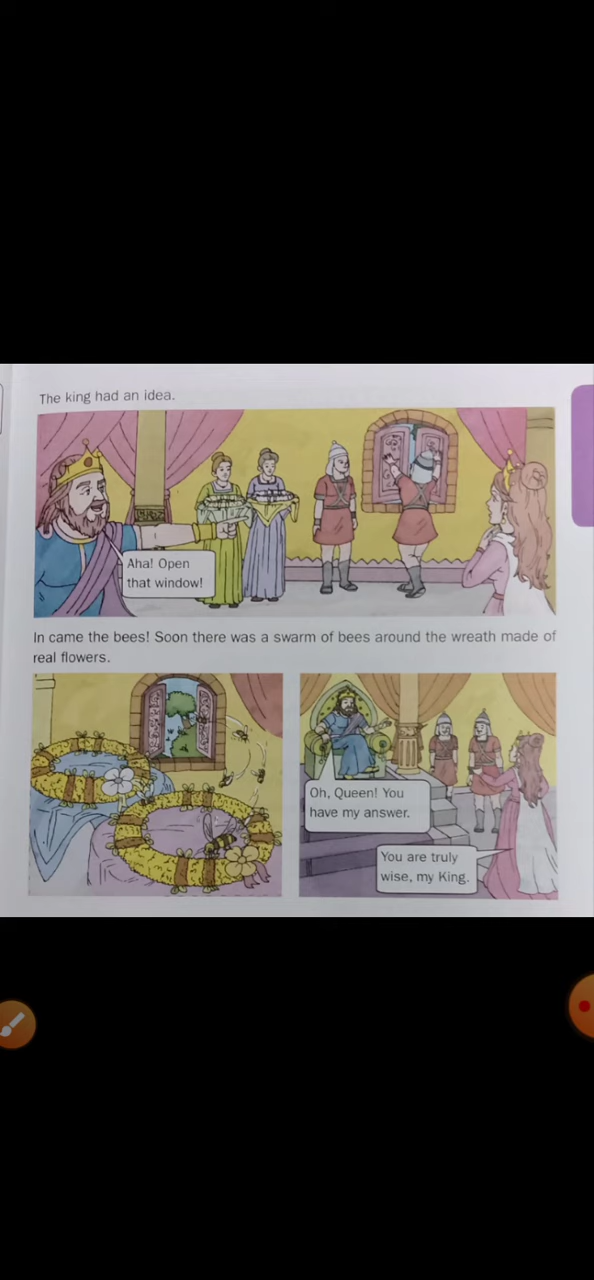 The king had an idea.
Aha! Open
that window!
In came the bees! Soon there was a swarm of bees around the wreath made of
real flowers.
Oh, Queen! You
have my answer.
You are truly
wise, my King.